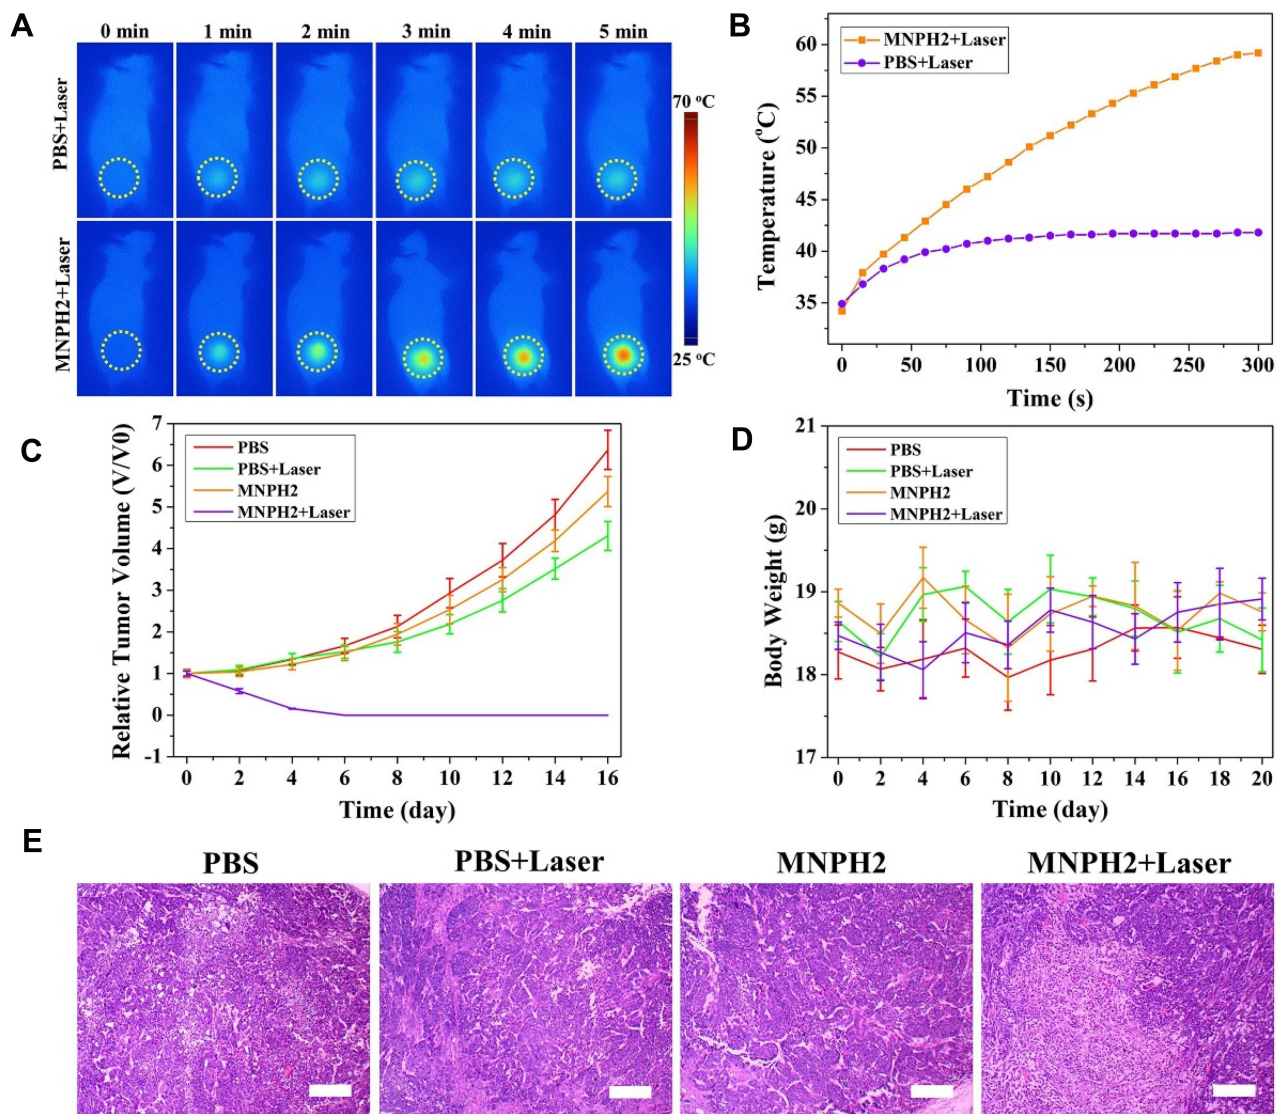 A
0 min 1 min 2 min 3 min 4 min 5 min
PBS+Laser
MNPH2+Laser
70 °C
25 °C
B
MNPH2+Laser
PBS+Laser
60
55
50
45
40
35
Temperature (°C)
0 50 100 150 200 250 300
Time (s)
C
PBS
PBS+Laser
MNPH2
MNPH2+Laser
7
6
5
4
3
2
1
0
-1
Relative Tumor Volume (V/V0)
0 2 4 6 8 10 12 14 16
Time (day)
D
PBS
PBS+Laser
MNPH2
MNPH2+Laser
21
20
19
18
17
Body Weight (g)
0 2 4 6 8 10 12 14 16 18 20
Time (day)
E
PBS PBS+Laser MNPH2 MNPH2+Laser